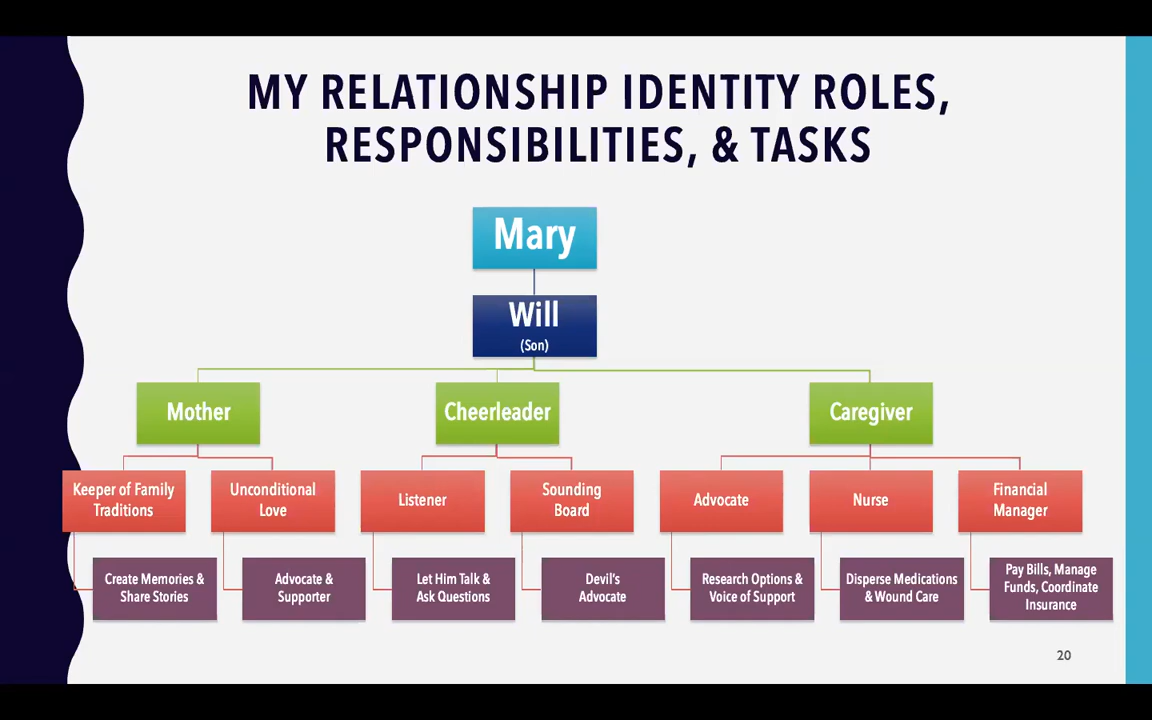 MY RELATIONSHIP IDENTITY ROLES,
RESPONSIBILITIES, & TASKS
Mary
Will
(Son)
Mother
Cheerleader
Caregiver
Keeper of Family
Traditions
Unconditional
Love
Listener
Sounding
Board
Advocate
Nurse
Financial
Manager
Create Memories &
Share Stories
Advocate &
Supporter
Let Him Talk &
Ask Questions
Devil's
Advocate
Research Options &
Voice of Support
Disperse Medications
& Wound Care
Pay Bills, Manage
Funds, Coordinate
Insurance
20